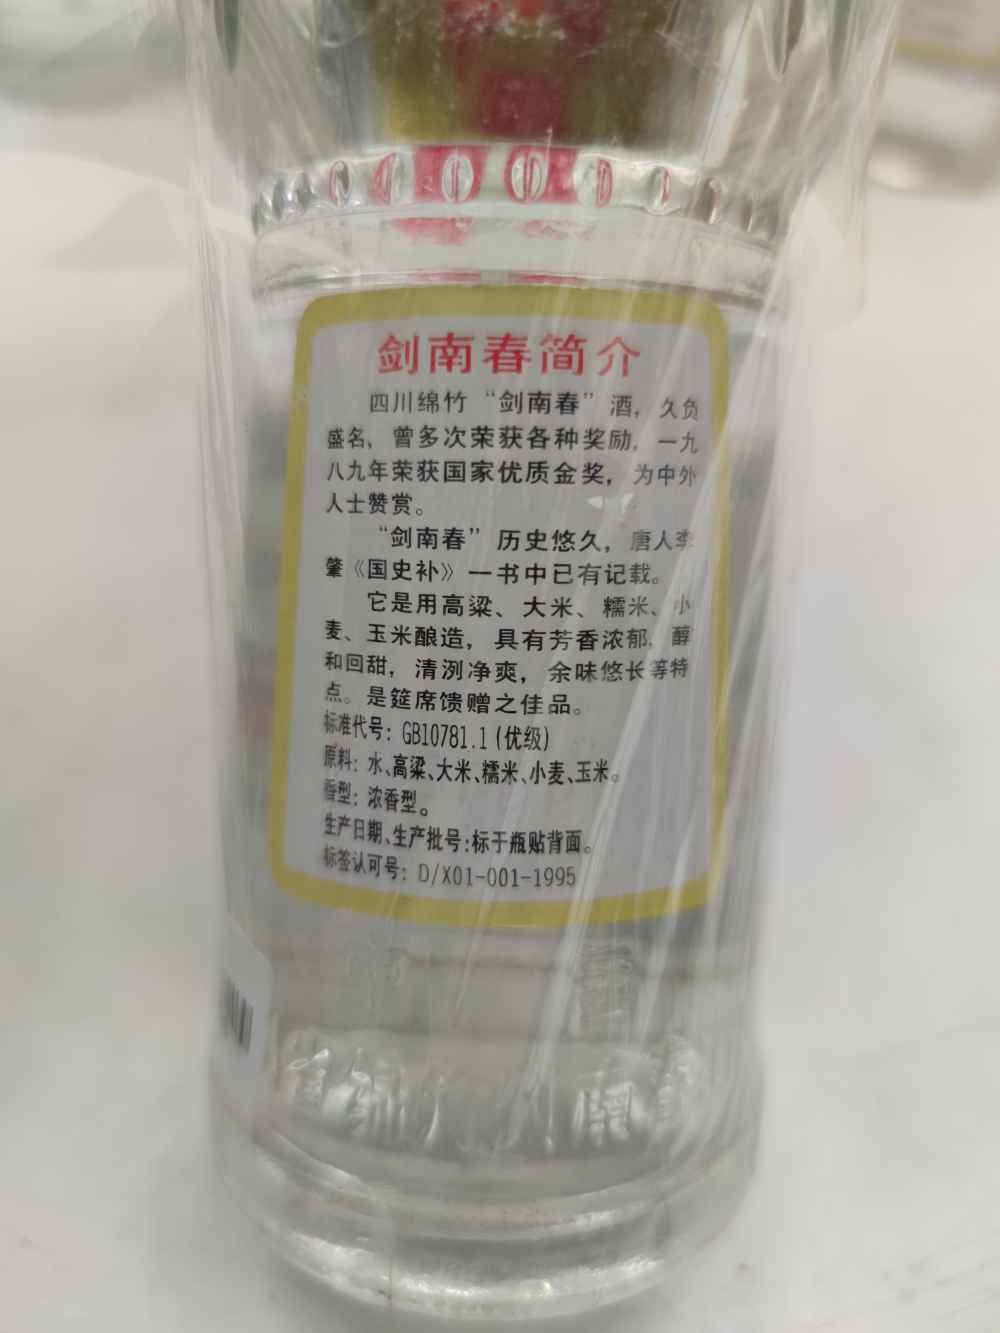 剑南春简介
四川绵竹“剑南春”酒，久负
盛名，曾多次荣获各种奖励，一九
八九年荣获国家优质金奖，为中外
人士赞赏。
“剑南春”历史悠久，唐人李
肇《国史补》一书中已有记载。
它是用高粱、大米、糯米、小
麦、玉米酿造，具有芳香浓郁，醇
和回甜，清洌净爽，余味悠长等特
点。是筵席馈赠之佳品。
标准代号：GB10781.1(优级)
原料：水、高粱、大米、糯米、小麦、玉米。
香型：浓香型。
生产日期、生产批号：标于瓶贴背面。
标签认可号：D/X01-001-1995